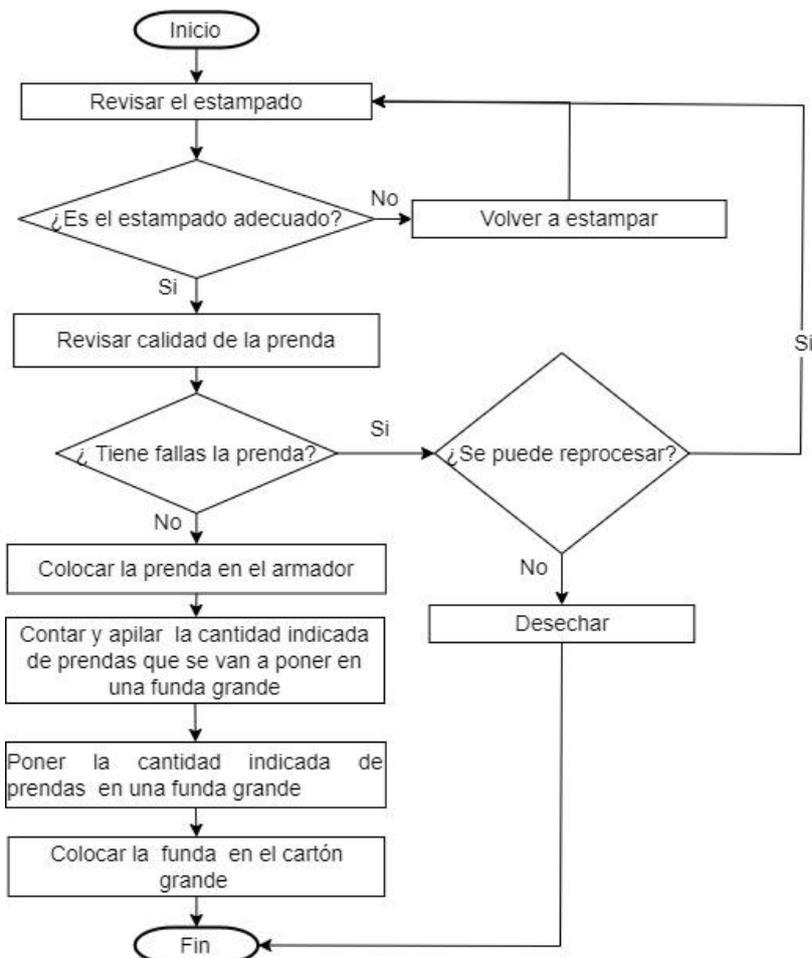 Inicio
Revisar el estampado
¿Es el estampado adecuado?
No
Volver a estampar
Si
Revisar calidad de la prenda
Si
¿ Tiene fallas la prenda?
Si
¿Se puede reprocesar?
No
Colocar la prenda en el armador
No
Desechar
Contar y apilar la cantidad indicada
de prendas que se van a poner en
una funda grande
Poner la cantidad indicada de
prendas en una funda grande
Colocar la funda en el cartón
grande
Fin